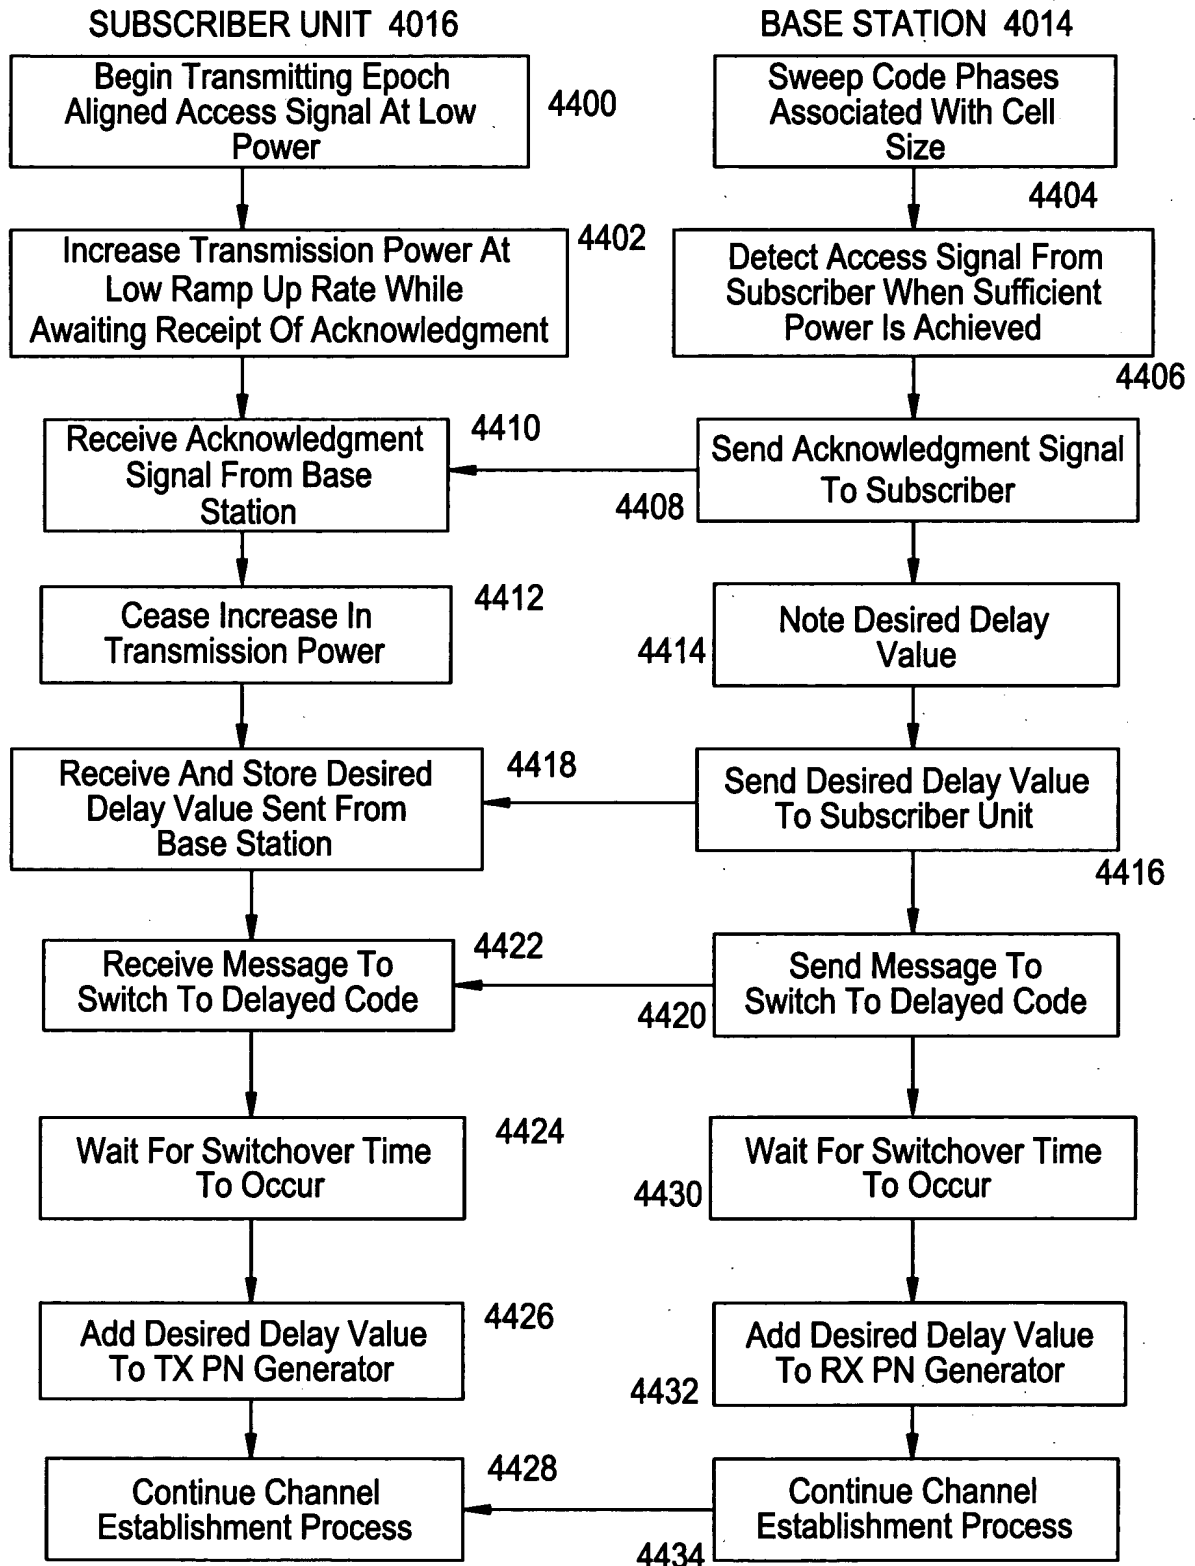 SUBSCRIBER UNIT 4016
BASE STATION 4014
Begin Transmitting Epoch
Aligned Access Signal At Low
Power
4400
Sweep Code Phases
Associated With Cell
Size
4404
Increase Transmission Power At
Low Ramp Up Rate While
Awaiting Receipt Of Acknowledgment
4402
Detect Access Signal From
Subscriber When Sufficient
Power Is Achieved
4406
Receive Acknowledgment
Signal From Base
Station
4410
Send Acknowledgment Signal
To Subscriber
4408
Cease Increase In
Transmission Power
4412
Note Desired Delay
Value
4414
Receive And Store Desired
Delay Value Sent From
Base Station
4418
Send Desired Delay Value
To Subscriber Unit
4416
Receive Message To
Switch To Delayed Code
4422
Send Message To
Switch To Delayed Code
4420
Wait For Switchover Time
To Occur
4424
Wait For Switchover Time
To Occur
4430
Add Desired Delay Value
To TX PN Generator
4426
Add Desired Delay Value
To RX PN Generator
4432
Continue Channel
Establishment Process
4428
Continue Channel
Establishment Process
4434